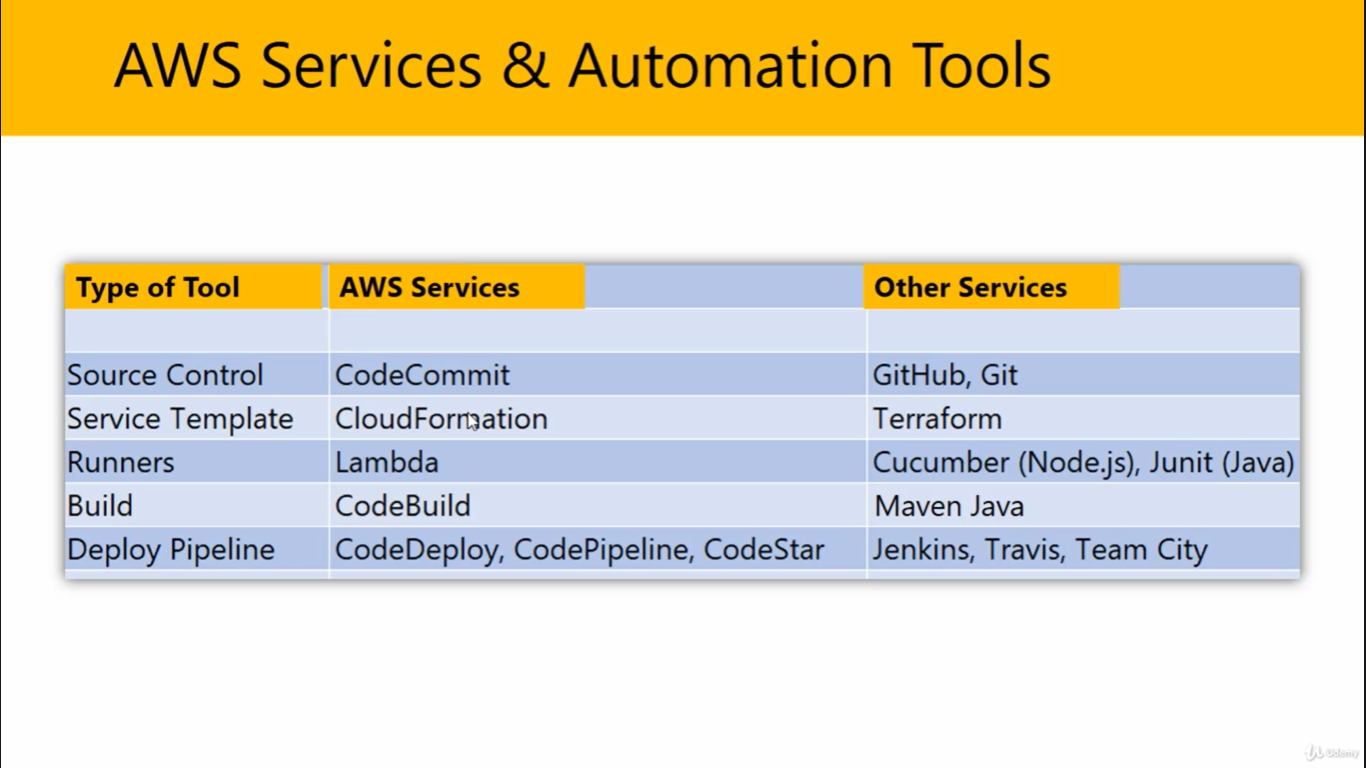 AWS Services & Automation Tools
Type of Tool AWS Services Other Services
Source Control CodeCommit GitHub, Git
Service Template CloudFormation Terraform
Runners Lambda Cucumber (Node.js), Junit (Java)
Build CodeBuild Maven Java
Deploy Pipeline CodeDeploy, CodePipeline, CodeStar Jenkins, Travis, Team City
Udemy